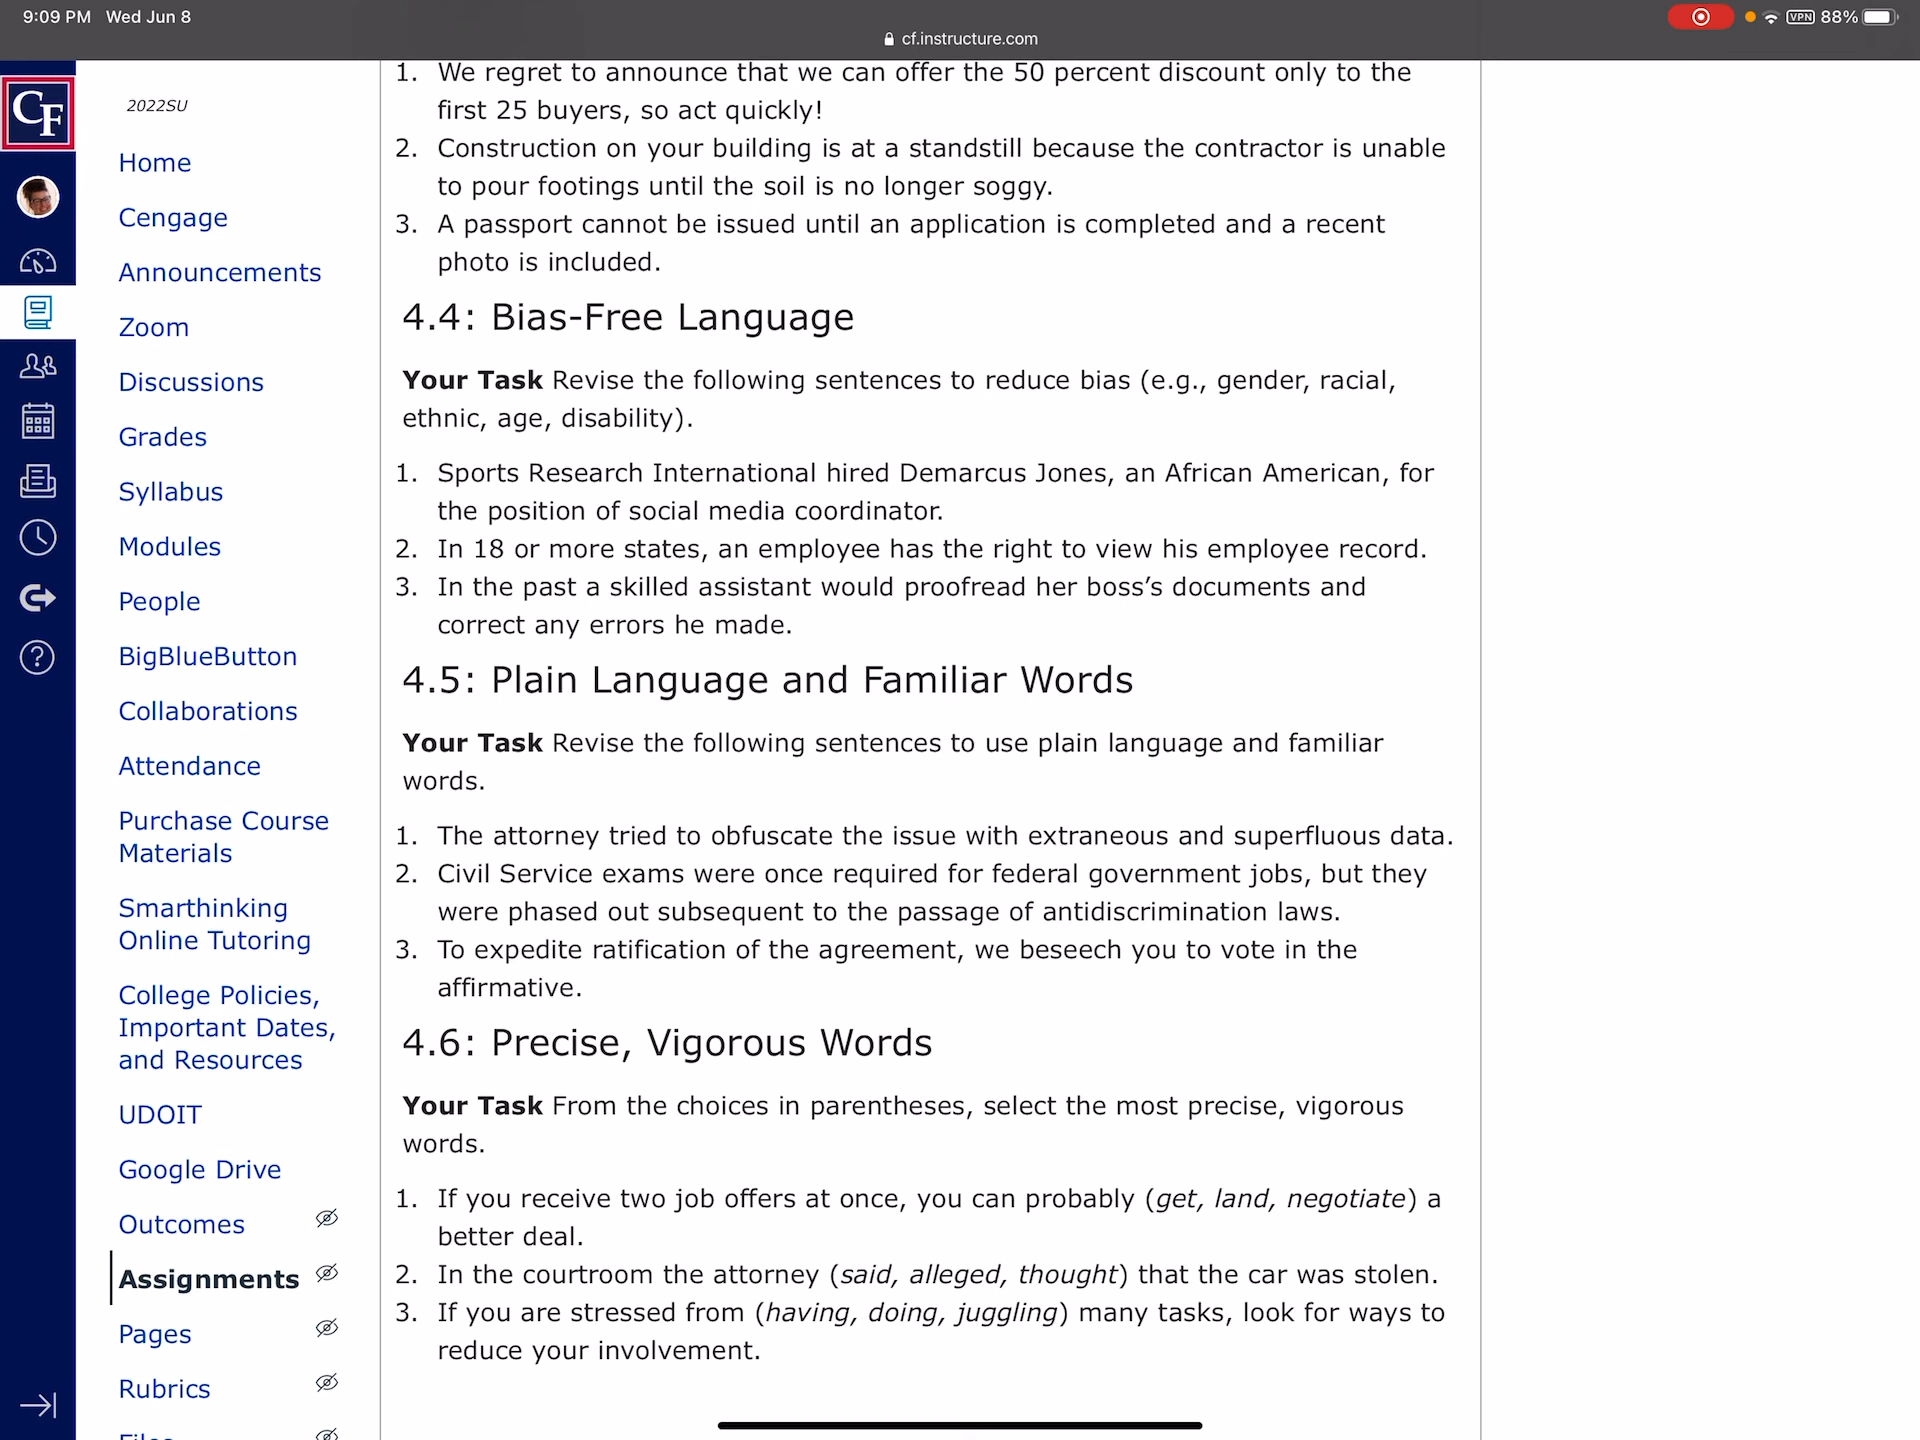 9:09 PM Wed Jun 8
VPN 88%
cf.instructure.com
CF
2022SU
Home
Cengage
Announcements
Zoom
Discussions
Grades
Syllabus
Modules
People
BigBlueButton
Collaborations
Attendance
Purchase Course
Materials
Smarthinking
Online Tutoring
College Policies,
Important Dates,
and Resources
UDOIT
Google Drive
Outcomes
Assignments
Pages
Rubrics
Files
1. We regret to announce that we can offer the 50 percent discount only to the
first 25 buyers, so act quickly!
2. Construction on your building is at a standstill because the contractor is unable
to pour footings until the soil is no longer soggy.
3. A passport cannot be issued until an application is completed and a recent
photo is included.
4.4: Bias-Free Language
Your Task Revise the following sentences to reduce bias (e.g., gender, racial,
ethnic, age, disability).
1. Sports Research International hired Demarcus Jones, an African American, for
the position of social media coordinator.
2. In 18 or more states, an employee has the right to view his employee record.
3. In the past a skilled assistant would proofread her boss’s documents and
correct any errors he made.
4.5: Plain Language and Familiar Words
Your Task Revise the following sentences to use plain language and familiar
words.
1. The attorney tried to obfuscate the issue with extraneous and superfluous data.
2. Civil Service exams were once required for federal government jobs, but they
were phased out subsequent to the passage of antidiscrimination laws.
3. To expedite ratification of the agreement, we beseech you to vote in the
affirmative.
4.6: Precise, Vigorous Words
Your Task From the choices in parentheses, select the most precise, vigorous
words.
1. If you receive two job offers at once, you can probably (get, land, negotiate) a
better deal.
2. In the courtroom the attorney (said, alleged, thought) that the car was stolen.
3. If you are stressed from (having, doing, juggling) many tasks, look for ways to
reduce your involvement.